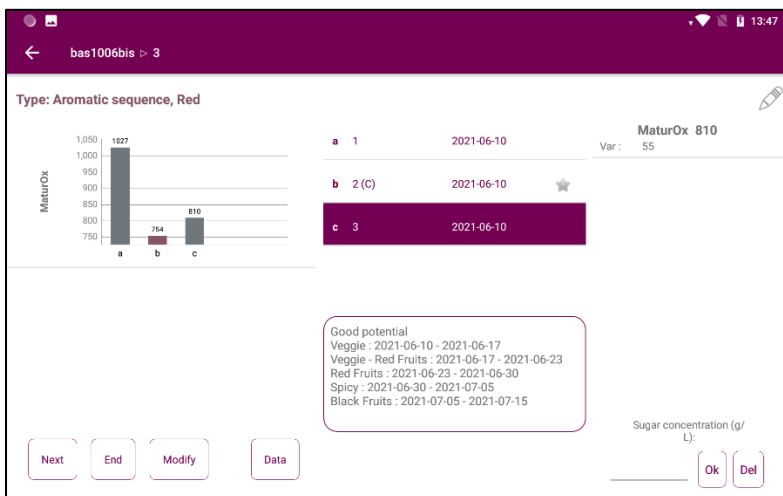 13:47
bas1006bis ▷ 3
Type: Aromatic sequence, Red
MaturOx
1,050
1,000
950
900
850
800
750
1027
754
810
a
b
c
a 1 2021-06-10
b 2 (C) 2021-06-10
c 3 2021-06-10
MaturOx 810
Var : 55
Good potential
Veggie : 2021-06-10 - 2021-06-17
Veggie - Red Fruits : 2021-06-17 - 2021-06-23
Red Fruits : 2021-06-23 - 2021-06-30
Spicy : 2021-06-30 - 2021-07-05
Black Fruits : 2021-07-05 - 2021-07-15
Sugar concentration (g/
L):
Next
End
Modify
Data
Ok
Del